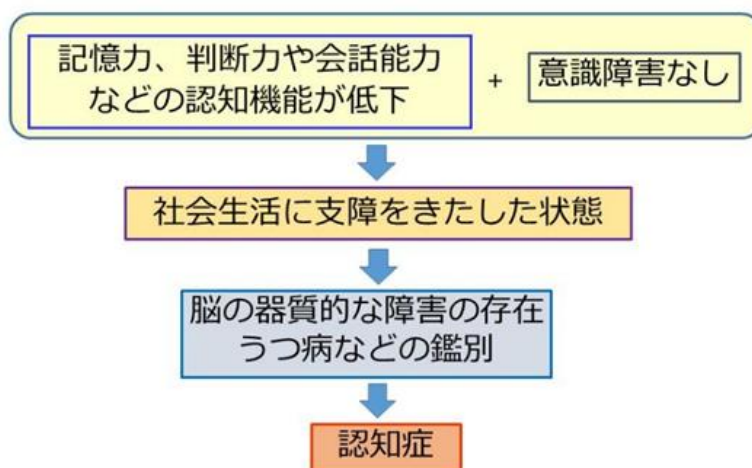 記憶力、判断力や会話能力
などの認知機能が低下
+
意識障害なし
社会生活に支障をきたした状態
脳の器質的な障害の存在
うつ病などの鑑別
認知症